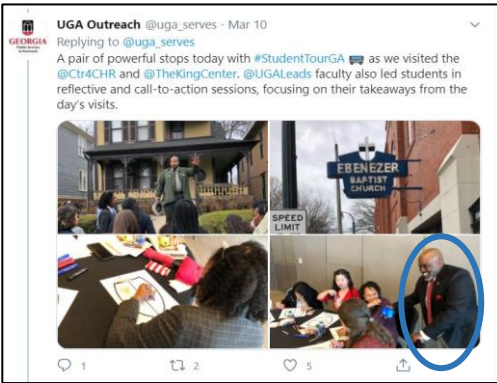 UGA Outreach @uga_serves · Mar 10
GEORGIA
Replying to @uga_serves
A pair of powerful stops today with #StudentTourGA 🚌 as we visited the
@Ctr4CHR and @TheKingCenter. @UGALeads faculty also led students in
reflective and call-to-action sessions, focusing on their takeaways from the
day's visits.
EBENEZER
BAPTIST
CHURCH
SPEED
LIMIT
1
2
5